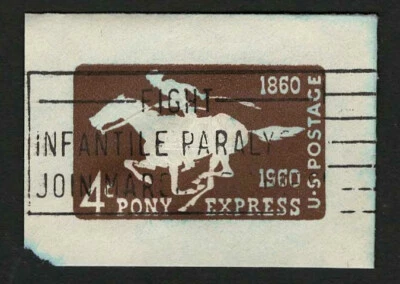 1860
U.S. POSTAGE
FIGHT
INFANTILE PARALY
JOIN MARC
1960
4¢ PONY EXPRESS